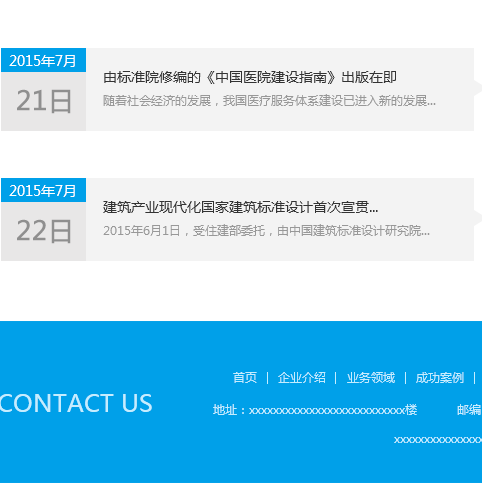 2015年7月
21日
由标准院修编的《中国医院建设指南》出版在即
随着社会经济的发展，我国医疗服务体系建设已进入新的发展...
2015年7月
22日
建筑产业现代化国家建筑标准设计首次宣贯...
2015年6月1日，受住建部委托，由中国建筑标准设计研究院...
首页 | 企业介绍 | 业务领域 | 成功案例 |
CONTACT US
地址：xxxxxxxxxxxxxxxxxxxxxxxxxx楼 邮编
xxxxxxxxxxxxxxx